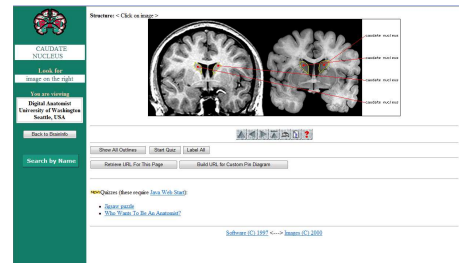 CAUDATE
NUCLEUS
Look for
image on the right
You are viewing
Digital Anatomist
University of Washington
Seattle, USA
Back to Braininfo
Search by Name
Structure: < Click on image >
caudate nucleus
caudate nucleus
caudate nucleus
caudate nucleus
Show All Outlines
Start Quiz
Label All
Retrieve URL For This Page
Build URL for Custom Pin Diagram
Quizzes (these require Java Web Start):
Jigsaw puzzle
Who Wants To Be An Anatomist?
Software (C) 1997 <---> Images (C) 2000